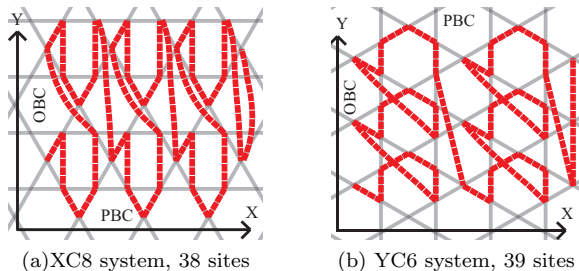 Y
OBC
PBC
X
(a)XC8 system, 38 sites
Y
PBC
OBC
X
(b) YC6 system, 39 sites